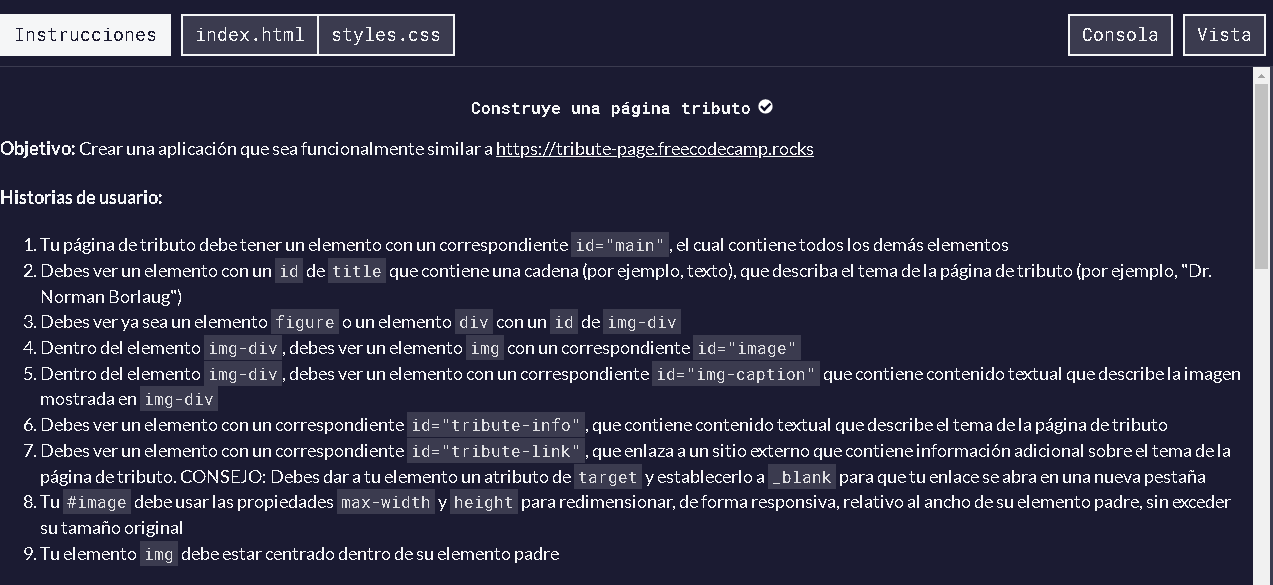 Instrucciones index.html styles.css Consola Vista
Construye una página tributo
Objetivo: Crear una aplicación que sea funcionalmente similar a https://tribute-page.freecodecamp.rocks
Historias de usuario:
1. Tu página de tributo debe tener un elemento con un correspondiente id="main", el cual contiene todos los demás elementos
2. Debes ver un elemento con un id de title que contiene una cadena (por ejemplo, texto), que describa el tema de la página de tributo (por ejemplo, "Dr.
Norman Borlaug")
3. Debes ver ya sea un elemento figure o un elemento div con un id de img-div
4. Dentro del elemento img-div, debes ver un elemento img con un correspondiente id="image"
5. Dentro del elemento img-div, debes ver un elemento con un correspondiente id="img-caption" que contiene contenido textual que describe la imagen
mostrada en img-div
6. Debes ver un elemento con un correspondiente id="tribute-info", que contiene contenido textual que describe el tema de la página de tributo
7. Debes ver un elemento con un correspondiente id="tribute-link", que enlaza a un sitio externo que contiene información adicional sobre el tema de la
página de tributo. CONSEJO: Debes dar a tu elemento un atributo de target y establecerlo a _blank para que tu enlace se abra en una nueva pestaña
8. Tu #image debe usar las propiedades max-width y height para redimensionar, de forma responsiva, relativo al ancho de su elemento padre, sin exceder
su tamaño original
9. Tu elemento img debe estar centrado dentro de su elemento padre